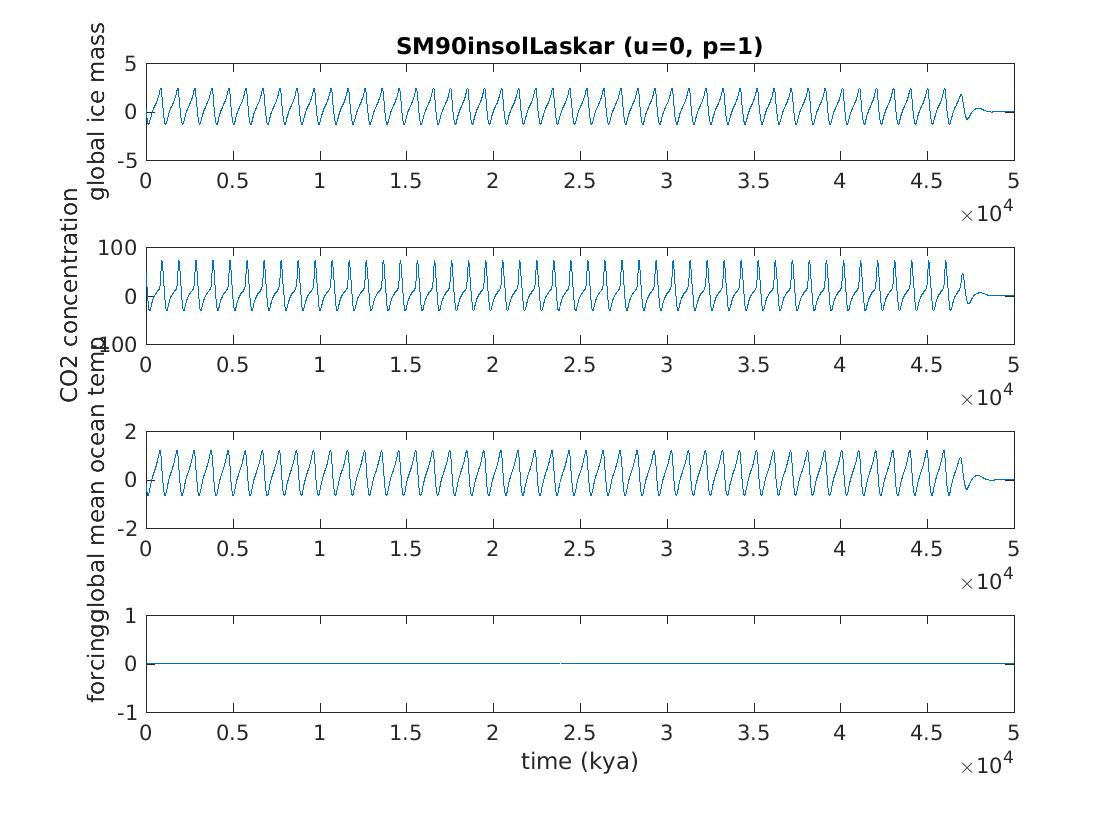 SM90insolLaskar (u=0, p=1)
global ice mass
5
0
-5
0 0.5 1 1.5 2 2.5 3 3.5 4 4.5 5
×10^4
CO2 concentration
100
0
-100
0 0.5 1 1.5 2 2.5 3 3.5 4 4.5 5
×10^4
global mean ocean temp
2
0
-2
0 0.5 1 1.5 2 2.5 3 3.5 4 4.5 5
×10^4
forcing
1
0
-1
0 0.5 1 1.5 2 2.5 3 3.5 4 4.5 5
time (kya)
×10^4